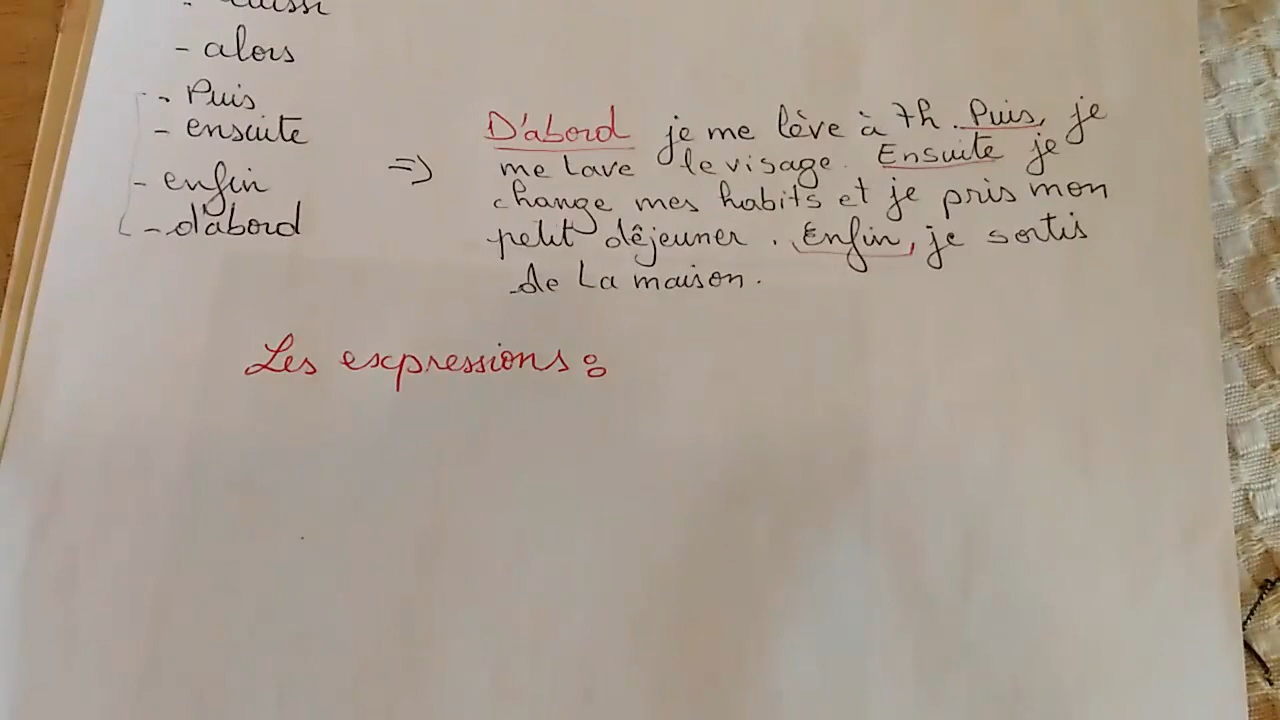 - aussi
- alors
- Puis
- ensuite
- enfin
- d'abord
=> D'abord je me lève à 7h. Puis, je
me lave le visage. Ensuite je
change mes habits et je pris mon
petit déjeuner. Enfin, je sortis
de la maison.
Les expressions :